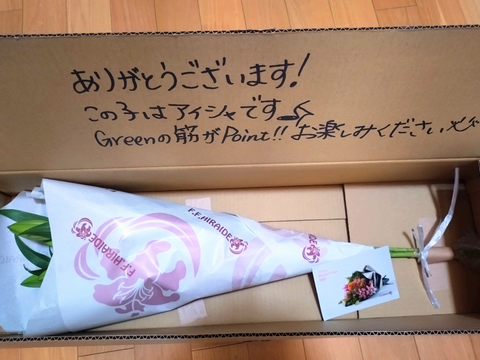 ありがとうございます!
この子はアイシャです♪
Greenの筋がPoint!! お楽しみください
F.F.HIRAIDE
F.F.HIRAIDE